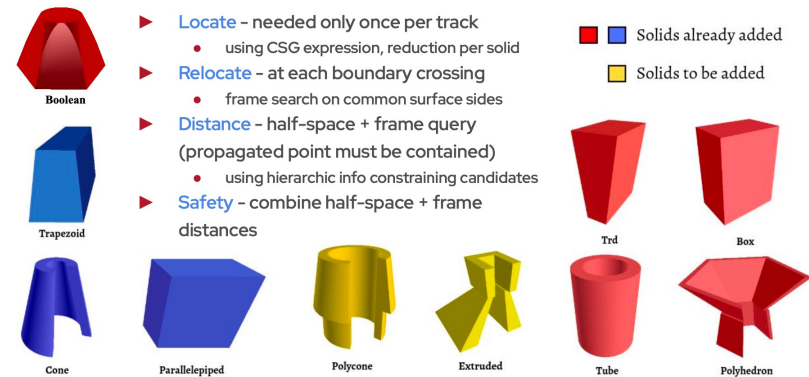 Locate - needed only once per track
using CSG expression, reduction per solid
Relocate - at each boundary crossing
frame search on common surface sides
Distance - half-space + frame query
(propagated point must be contained)
using hierarchic info constraining candidates
Safety - combine half-space + frame
distances
Solids already added
Solids to be added
Boolean
Trapezoid
Trd
Box
Cone
Parallelepiped
Polycone
Extruded
Tube
Polyhedron